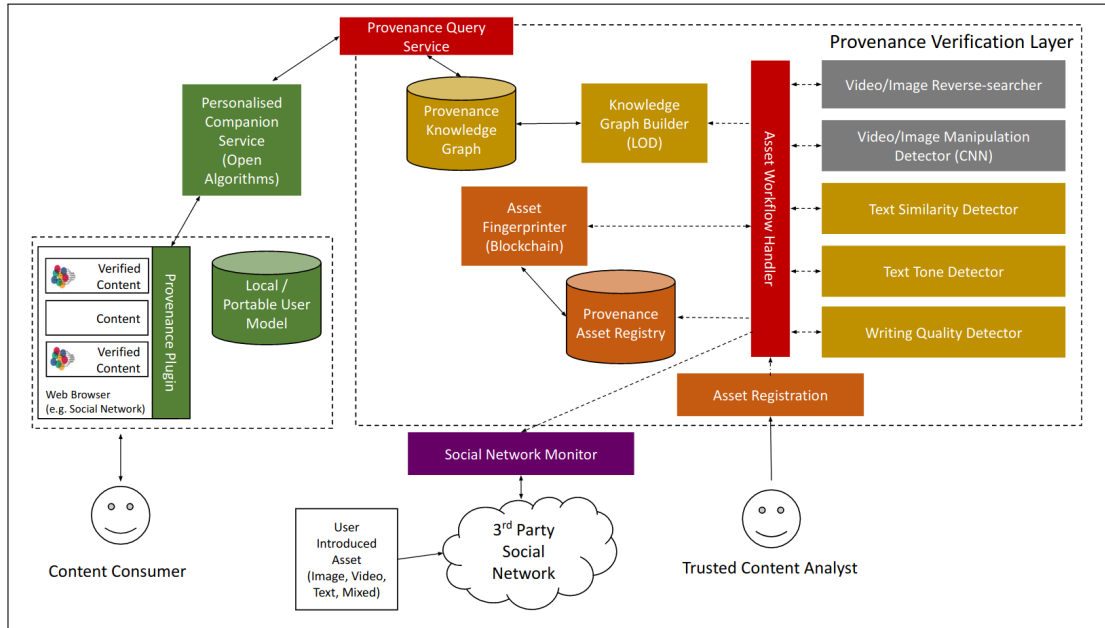 Provenance Query
Service
Provenance Verification Layer
Personalised
Companion
Service
(Open
Algorithms)
Provenance
Knowledge
Graph
Knowledge
Graph Builder
(LOD)
Asset Workflow Handler
Video/Image Reverse-searcher
Video/Image Manipulation
Detector (CNN)
Asset
Fingerprinter
(Blockchain)
Text Similarity Detector
Text Tone Detector
Provenance
Asset Registry
Writing Quality Detector
Verified
Content
Content
Verified
Content
Web Browser
(e.g. Social Network)
Provenance Plugin
Local /
Portable User
Model
Asset Registration
Social Network Monitor
User
Introduced
Asset
(Image, Video,
Text, Mixed)
3rd Party
Social
Network
Content Consumer
Trusted Content Analyst